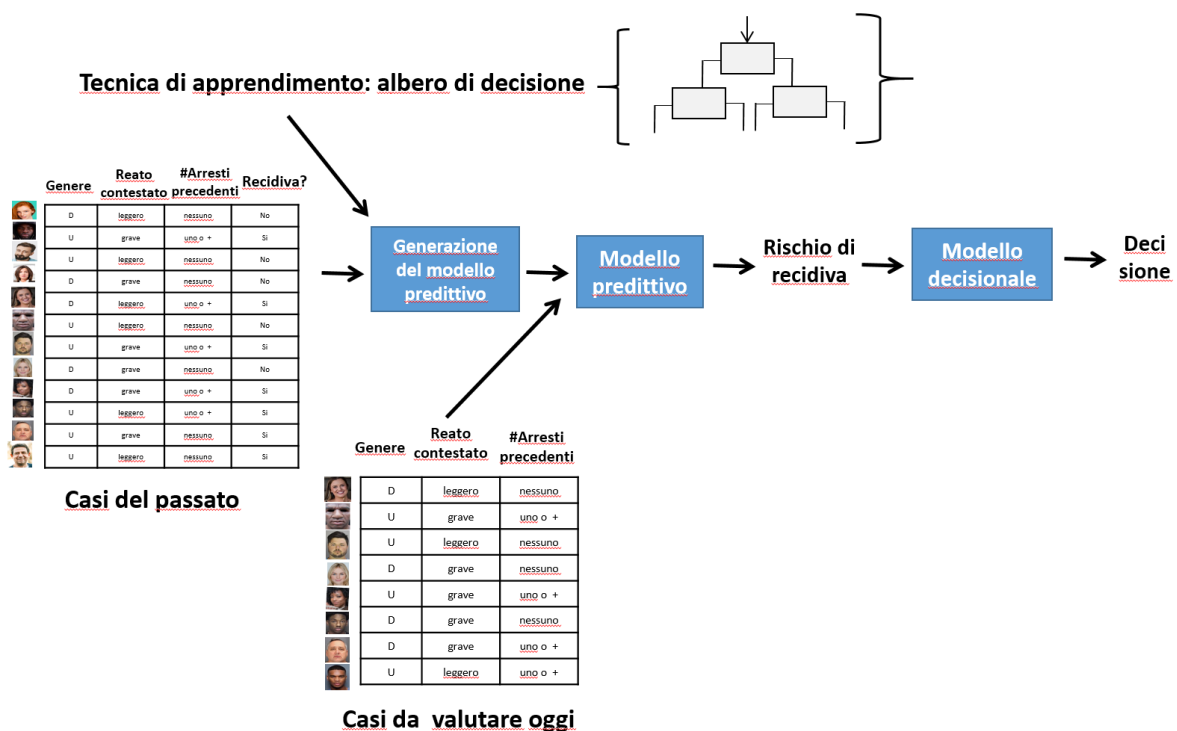 Tecnica di apprendimento: albero di decisione
Genere Reato contestato #Arresti precedenti Recidiva?
D leggero nessuno No
U grave uno o + Si
U leggero nessuno No
D grave nessuno No
D leggero uno o + Si
U leggero nessuno No
U grave uno o + Si
D grave nessuno No
D grave uno o + Si
U leggero uno o + Si
U grave nessuno Si
U leggero nessuno Si
Casi del passato
Generazione
del modello
predittivo
Modello
predittivo
Rischio di
recidiva
Modello
decisionale
Deci
sione
Genere Reato contestato #Arresti precedenti
D leggero nessuno
U grave uno o +
U leggero nessuno
D grave nessuno
U grave uno o +
D grave nessuno
D grave uno o +
U leggero uno o +
Casi da valutare oggi